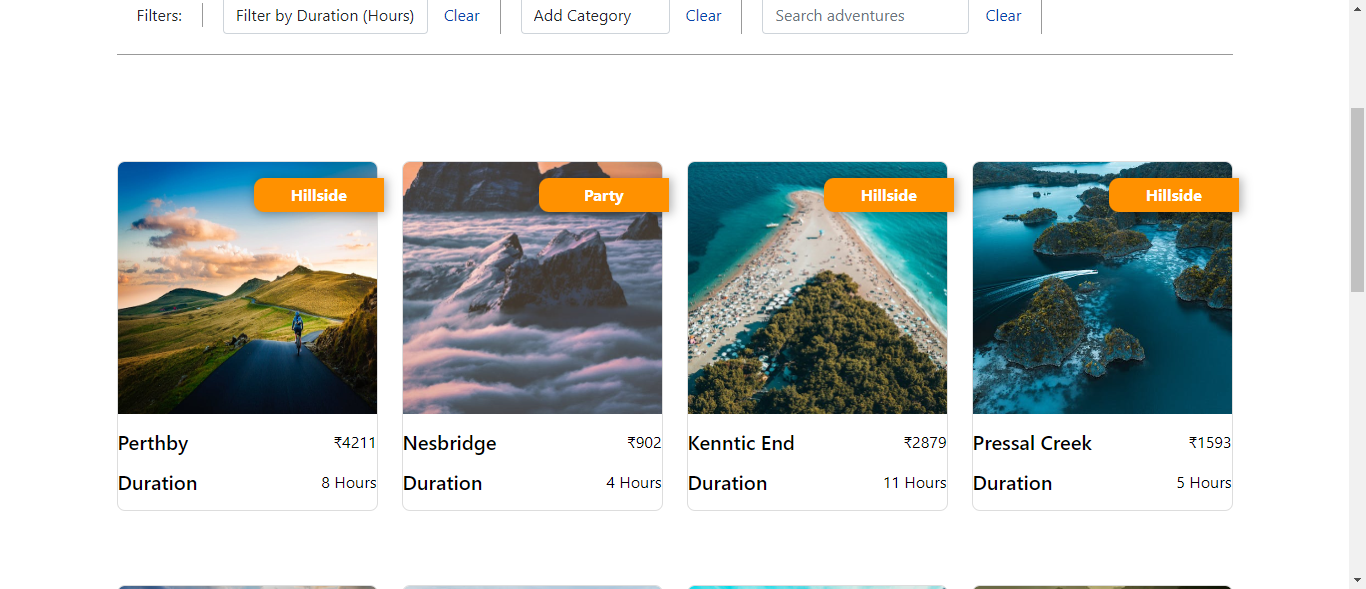 Filters: Filter by Duration (Hours) Clear Add Category Clear Search adventures Clear
Hillside Party Hillside Hillside
Perthby ₹4211 Nesbridge ₹902 Kenntic End ₹2879 Pressal Creek ₹1593
Duration 8 Hours Duration 4 Hours Duration 11 Hours Duration 5 Hours